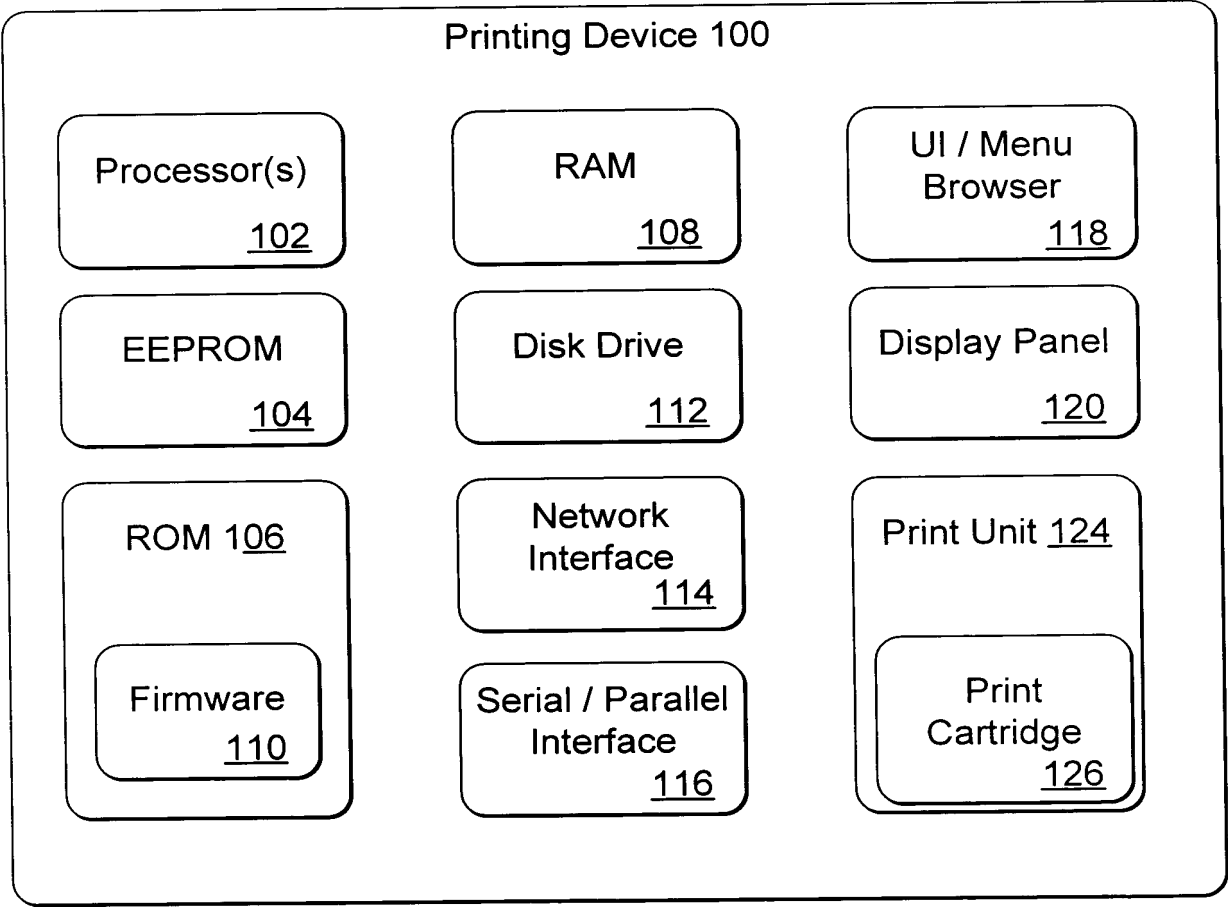 Printing Device 100
Processor(s)
102
RAM
108
UI / Menu
Browser
118
EEPROM
104
Disk Drive
112
Display Panel
120
ROM 106
Firmware
110
Network
Interface
114
Serial / Parallel
Interface
116
Print Unit 124
Print
Cartridge
126